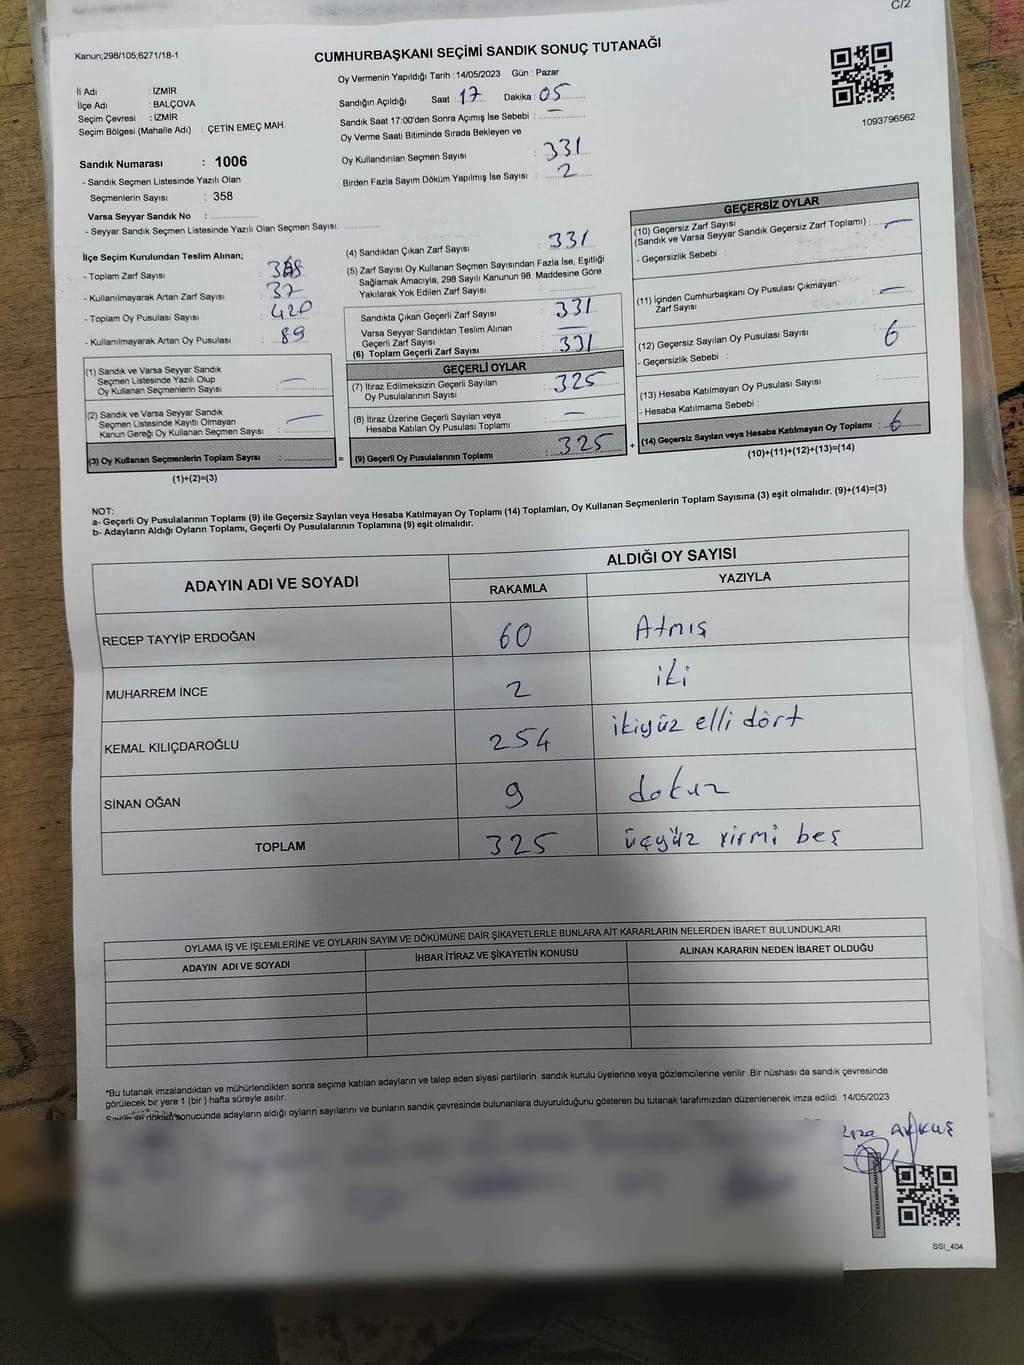 C/2
Kanun;298/105;6271/18-1
CUMHURBAŞKANI SEÇİMİ SANDIK SONUÇ TUTANAĞI
Oy Vermenin Yapıldığı Tarih :14/05/2023 Gün : Pazar
İl Adı : İZMİR
İlçe Adı : BALÇOVA
Seçim Çevresi : İZMİR
Seçim Bölgesi (Mahalle Adı) : ÇETİN EMEÇ MAH.
Sandığın Açıldığı Saat : 17 Dakika : 05
Sandık Saat 17:00'den Sonra Açımış İse Sebebi : —
Oy Verme Saati Bitiminde Sırada Bekleyen ve
Oy Kullandırılan Seçmen Sayısı : 331
Birden Fazla Sayım Döküm Yapılmış İse Sayısı : 2
1093796562
Sandık Numarası : 1006
- Sandık Seçmen Listesinde Yazılı Olan
Seçmenlerin Sayısı : 358
Varsa Seyyar Sandık No :
- Seyyar Sandık Seçmen Listesinde Yazılı Olan Seçmen Sayısı:
İlçe Seçim Kurulundan Teslim Alınan;
- Toplam Zarf Sayısı :
- Kullanılmayarak Artan Zarf Sayısı : 37
- Toplam Oy Pusulası Sayısı : 420
- Kullanılmayarak Artan Oy Pusulası : 89
(1) Sandık ve Varsa Seyyar Sandık
Seçmen Listesinde Yazılı Olup
Oy Kullanan Seçmenlerin Sayısı : —
(2) Sandık ve Varsa Seyyar Sandık
Seçmen Listesinde Kayıtlı Olmayan
Kanun Gereği Oy Kullanan Seçmen Sayısı : —
(3) Oy Kullanan Seçmenlerin Toplam Sayısı :
(1)+(2)=(3)
(4) Sandıktan Çıkan Zarf Sayısı : 331
(5) Zarf Sayısı Oy Kullanan Seçmen Sayısından Fazla İse, Eşitliği
Sağlamak Amacıyla, 298 Sayılı Kanunun 98. Maddesine Göre
Yakılarak Yok Edilen Zarf Sayısı :
Sandıkta Çıkan Geçerli Zarf Sayısı : 331
Varsa Seyyar Sandıktan Teslim Alınan
Geçerli Zarf Sayısı : —
(6) Toplam Geçerli Zarf Sayısı : 331
GEÇERLİ OYLAR
(7) İtiraz Edilmeksizin Geçerli Sayılan
Oy Pusulalarının Sayısı : 325
(8) İtiraz Üzerine Geçerli Sayılan veya
Hesaba Katılan Oy Pusulası Toplamı : —
= (9) Geçerli Oy Pusulalarının Toplamı : 325 +
GEÇERSİZ OYLAR
(10) Geçersiz Zarf Sayısı
(Sandık ve Varsa Seyyar Sandık Geçersiz Zarf Toplamı) : —
- Geçersizlik Sebebi :
(11) İçinden Cumhurbaşkanı Oy Pusulası Çıkmayan
Zarf Sayısı : —
(12) Geçersiz Sayılan Oy Pusulası Sayısı : 6
- Geçersizlik Sebebi :
(13) Hesaba Katılmayan Oy Pusulası Sayısı :
- Hesaba Katılmama Sebebi :
(14) Geçersiz Sayılan veya Hesaba Katılmayan Oy Toplamı : 6
(10)+(11)+(12)+(13)=(14)
NOT:
a- Geçerli Oy Pusulalarının Toplamı (9) ile Geçersiz Sayılan veya Hesaba Katılmayan Oy Toplamı (14) Toplamları, Oy Kullanan Seçmenlerin Toplam Sayısına (3) eşit olmalıdır. (9)+(14)=(3)
b- Adayların Aldığı Oyların Toplamı, Geçerli Oy Pusulalarının Toplamına (9) eşit olmalıdır.
ADAYIN ADI VE SOYADI ALDIĞI OY SAYISI
RAKAMLA YAZIYLA
RECEP TAYYİP ERDOĞAN 60 Atmış
MUHARREM İNCE 2 iki
KEMAL KILIÇDAROĞLU 254 ikiyüz elli dört
SİNAN OĞAN 9 dokuz
TOPLAM 325 üçyüz yirmi beş
OYLAMA İŞ VE İŞLEMLERİNE VE OYLARIN SAYIM VE DÖKÜMÜNE DAİR ŞİKAYETLERLE BUNLARA AİT KARARLARIN NELERDEN İBARET BULUNDUKLARI
ADAYIN ADI VE SOYADI İHBAR İTİRAZ VE ŞİKAYETİN KONUSU ALINAN KARARIN NEDEN İBARET OLDUĞU
*Bu tutanak imzalandıktan ve mühürlendikten sonra seçime katılan adayların ve talep eden siyasi partilerin sandık kurulu üyelerine veya gözlemcilerine verilir .Bir nüshası da sandık çevresinde
görülecek bir yere 1 (bir ) hafta süreyle asılır.
Sayım ve döküm sonucunda adayların aldığı oyların sayılarını ve bunların sandık çevresinde bulunanlara duyurulduğunu gösteren bu tutanak tarafımızdan düzenlenerek imza edildi. 14/05/2023
SSI_404